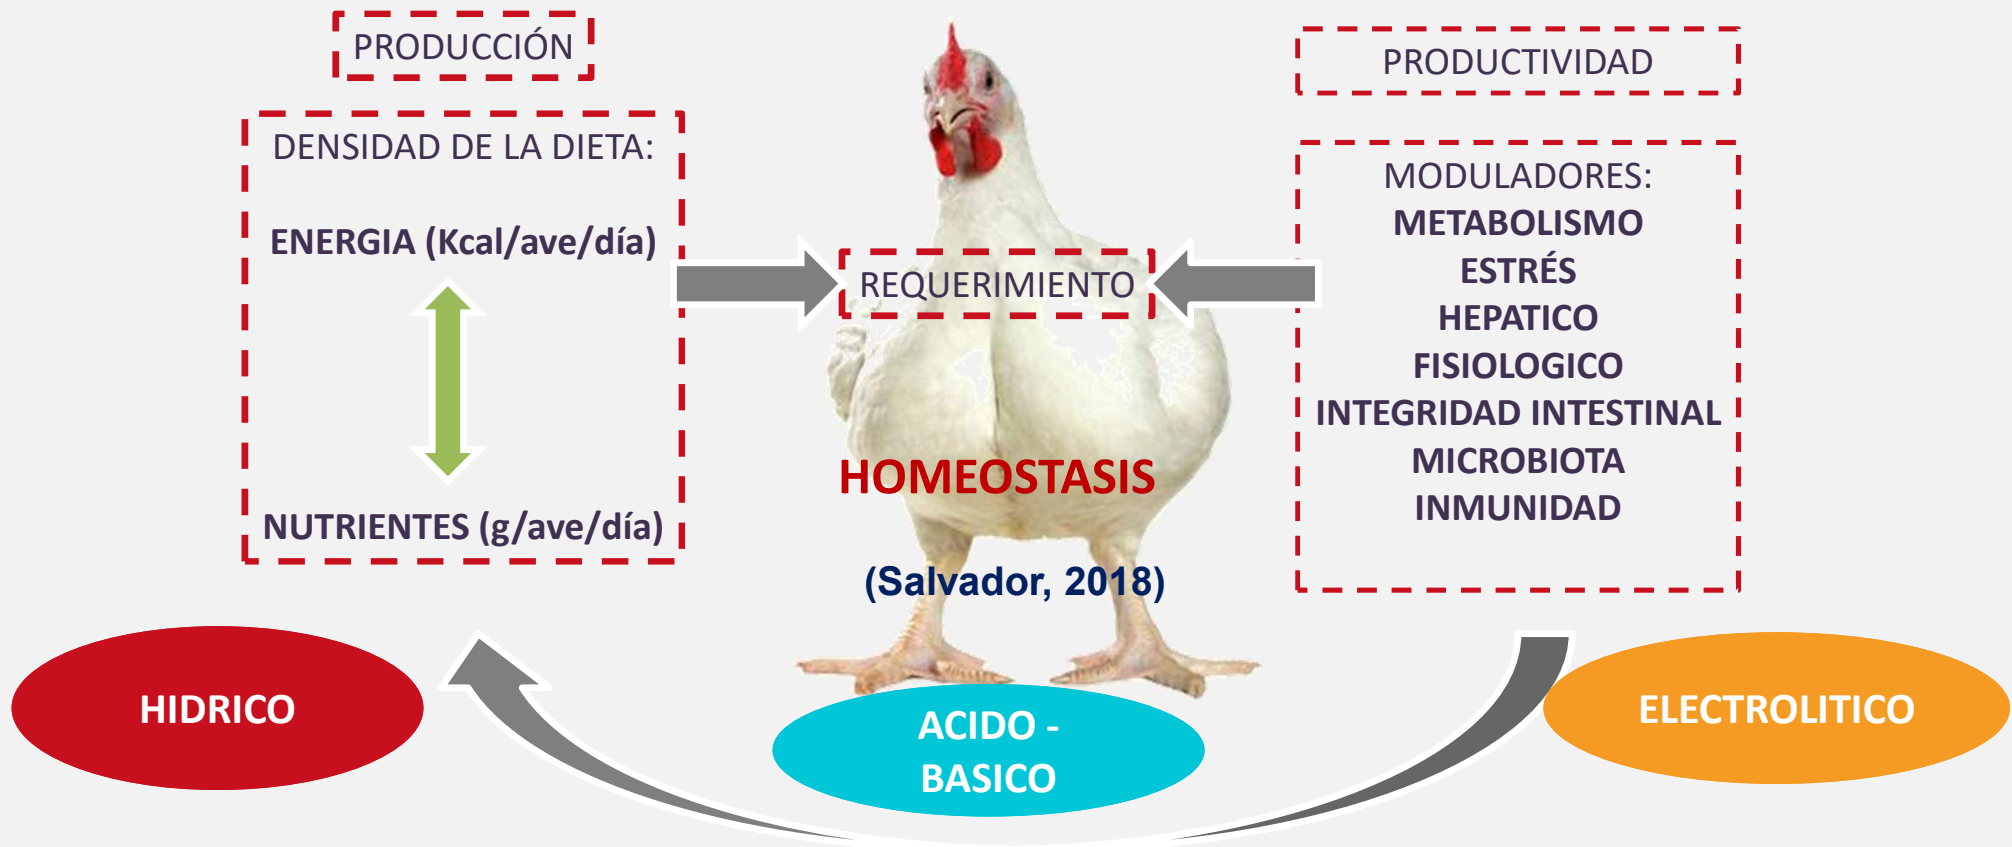 PRODUCCIÓN
DENSIDAD DE LA DIETA:
ENERGIA (Kcal/ave/día)
NUTRIENTES (g/ave/día)
REQUERIMIENTO
HOMEOSTASIS
(Salvador, 2018)
PRODUCTIVIDAD
MODULADORES:
METABOLISMO
ESTRÉS
HEPATICO
FISIOLOGICO
INTEGRIDAD INTESTINAL
MICROBIOTA
INMUNIDAD
HIDRICO
ACIDO -
BASICO
ELECTROLITICO